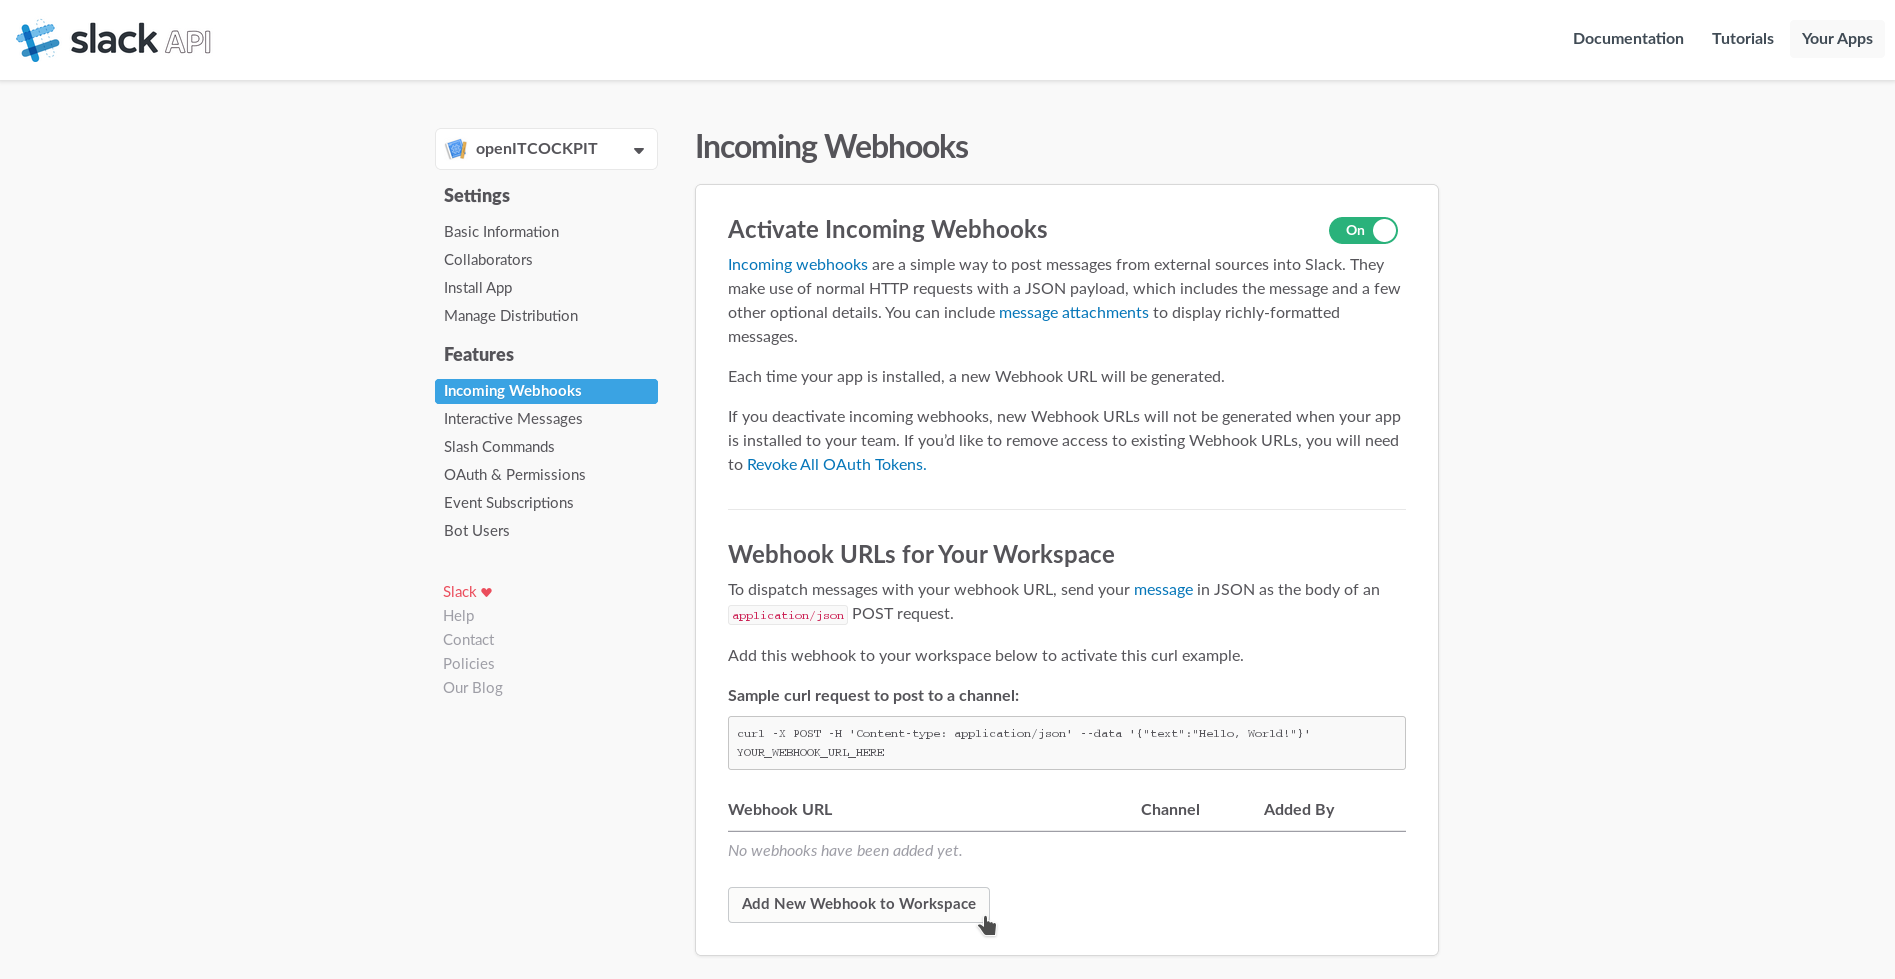 slack API
Documentation
Tutorials
Your Apps
openITCOCKPIT
Settings
Basic Information
Collaborators
Install App
Manage Distribution
Features
Incoming Webhooks
Interactive Messages
Slash Commands
OAuth & Permissions
Event Subscriptions
Bot Users
Slack ♥
Help
Contact
Policies
Our Blog
Incoming Webhooks
Activate Incoming Webhooks
On
Incoming webhooks are a simple way to post messages from external sources into Slack. They
make use of normal HTTP requests with a JSON payload, which includes the message and a few
other optional details. You can include message attachments to display richly-formatted
messages.
Each time your app is installed, a new Webhook URL will be generated.
If you deactivate incoming webhooks, new Webhook URLs will not be generated when your app
is installed to your team. If you’d like to remove access to existing Webhook URLs, you will need
to Revoke All OAuth Tokens.
Webhook URLs for Your Workspace
To dispatch messages with your webhook URL, send your message in JSON as the body of an
application/json POST request.
Add this webhook to your workspace below to activate this curl example.
Sample curl request to post to a channel:
curl -X POST -H 'Content-type: application/json' --data '{"text":"Hello, World!"}'
YOUR_WEBHOOK_URL_HERE
Webhook URL Channel Added By
No webhooks have been added yet.
Add New Webhook to Workspace